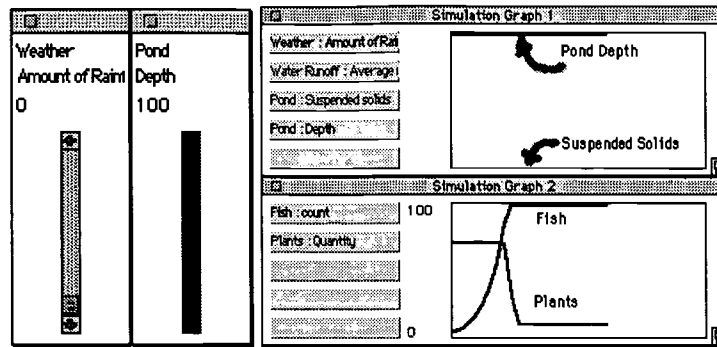 Weather
Amount of Rainf
0
Pond
Depth
100
Simulation Graph 1
Weather : Amount of Rai
Water Runoff : Average
Pond : Suspended solids
Pond : Depth
Pond Depth
Suspended Solids
Simulation Graph 2
Fish : count
Plants : Quantity
100
0
Fish
Plants